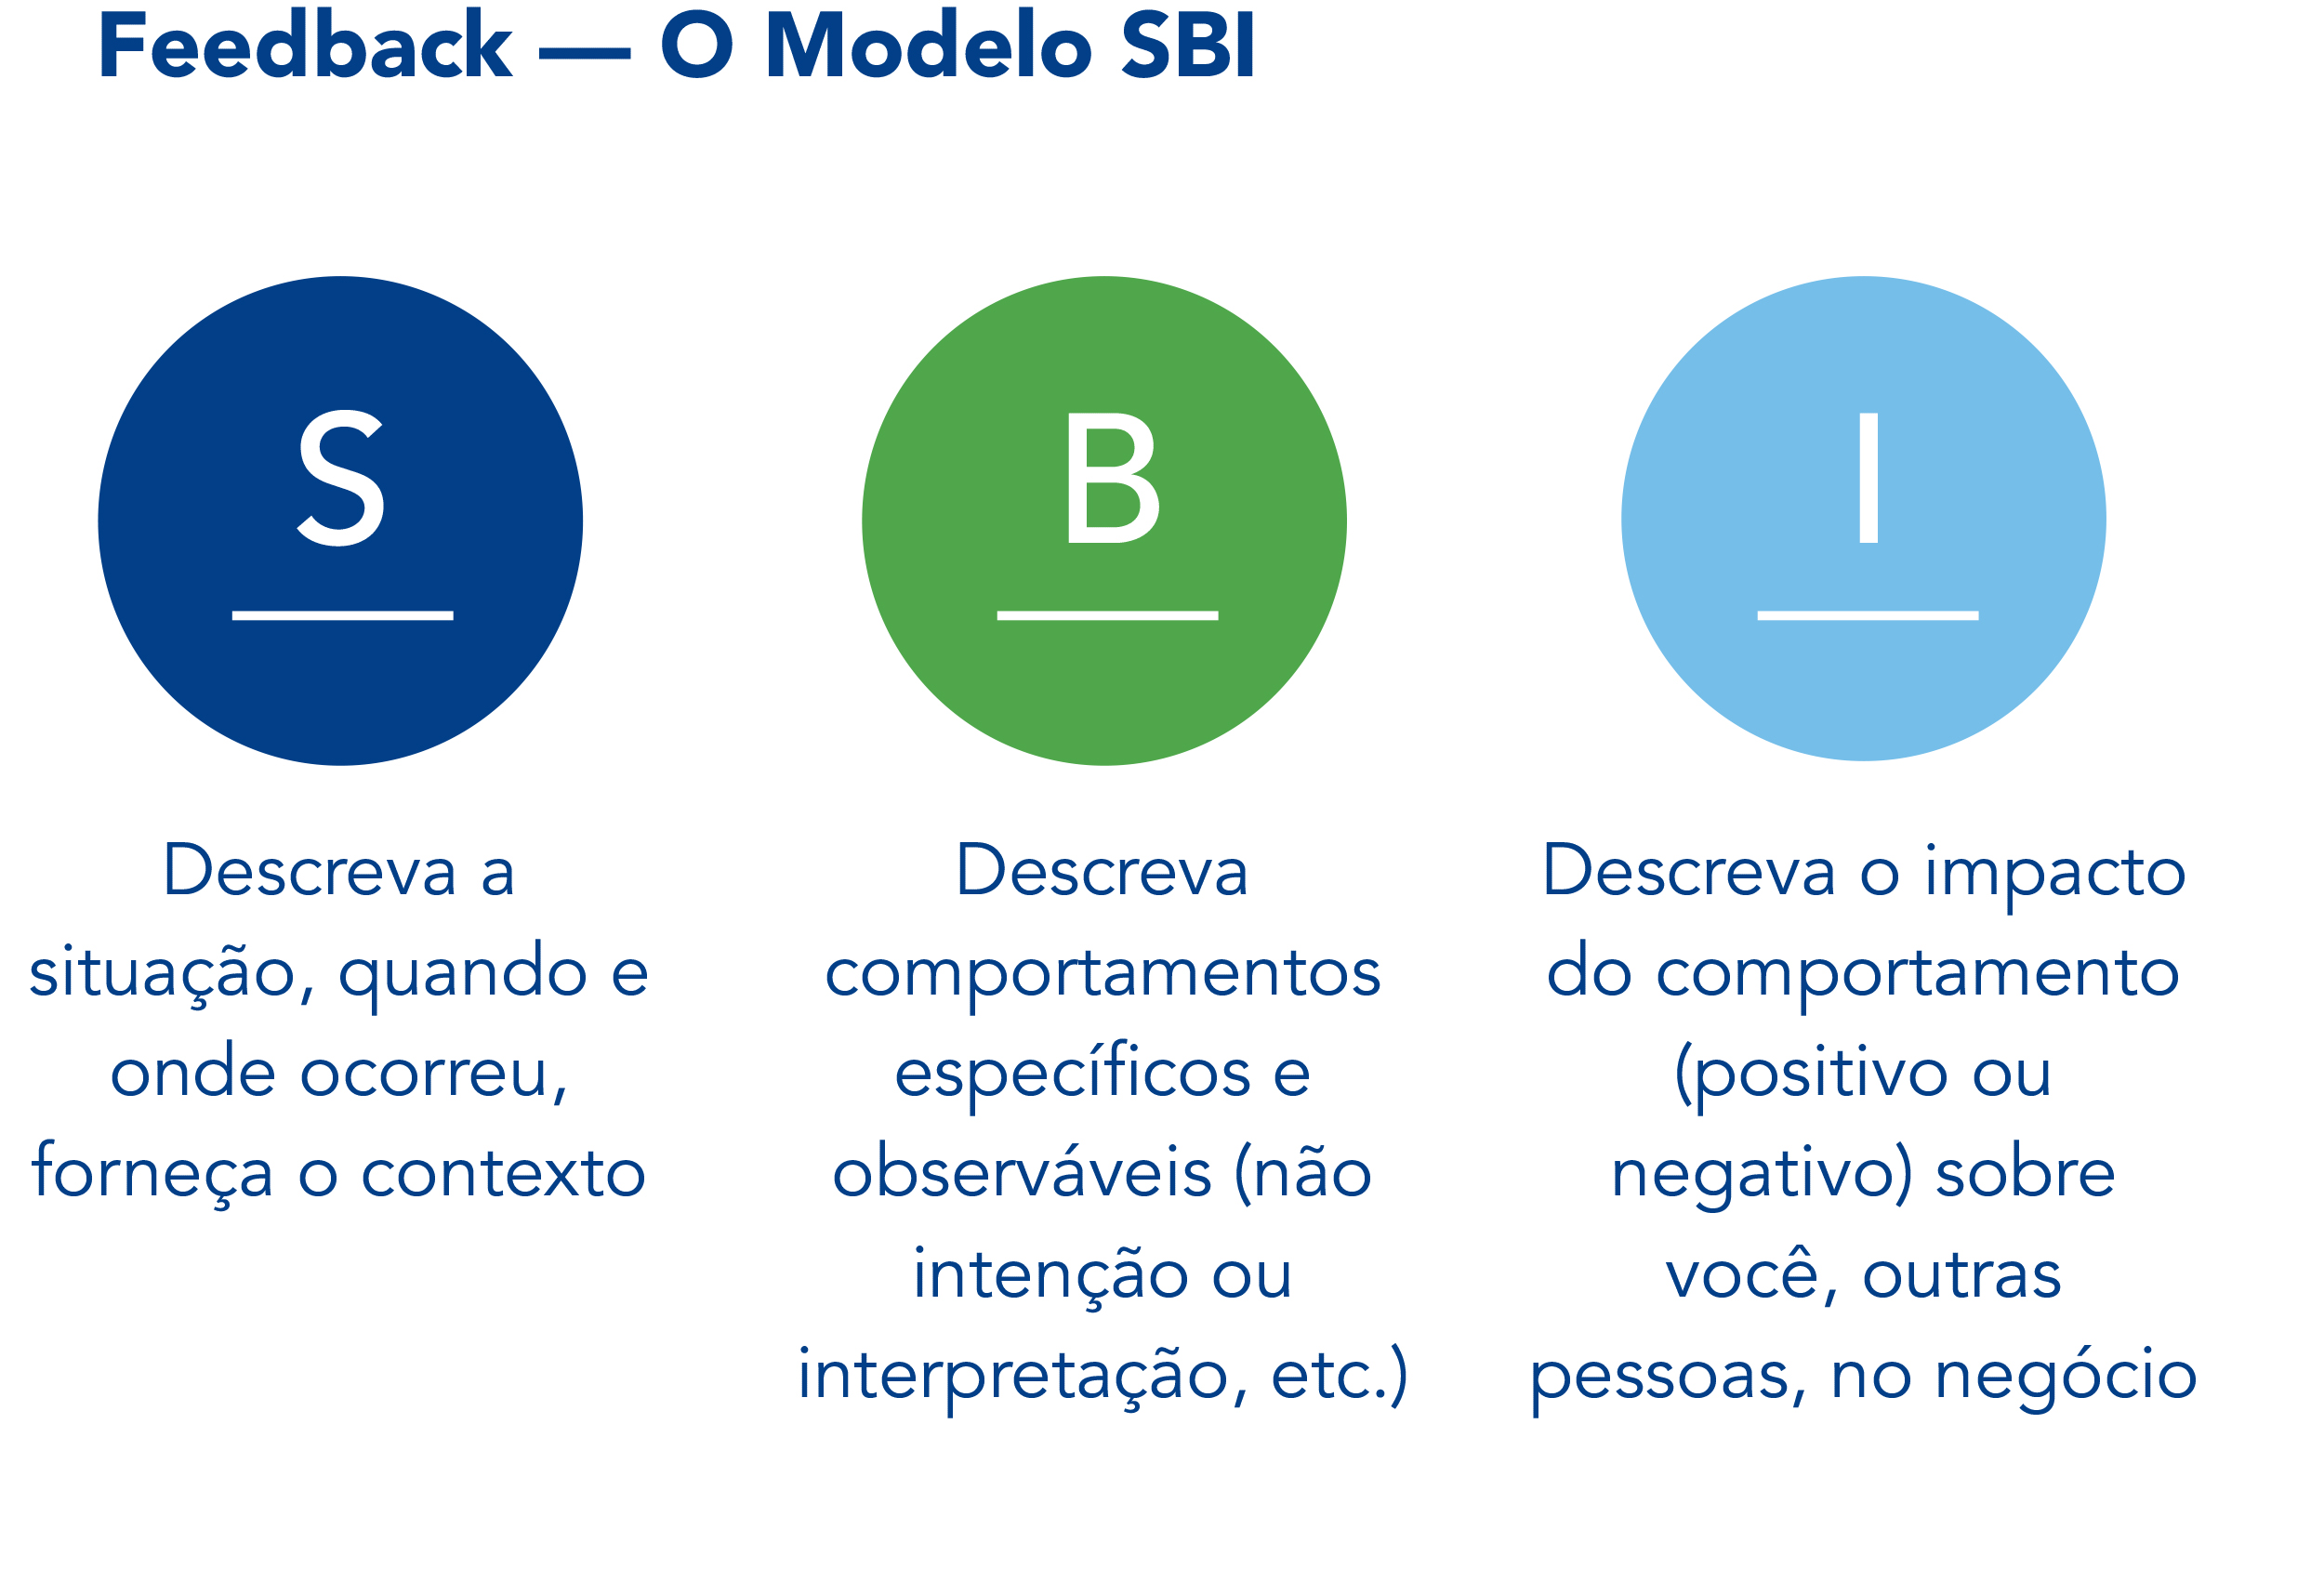 Feedback — O Modelo SBI
S
Descreva a
situação, quando e
onde ocorreu,
forneça o contexto
B
Descreva
comportamentos
específicos e
observáveis (não
intenção ou
interpretação, etc.)
I
Descreva o impacto
do comportamento
(positivo ou
negativo) sobre
você, outras
pessoas, no negócio